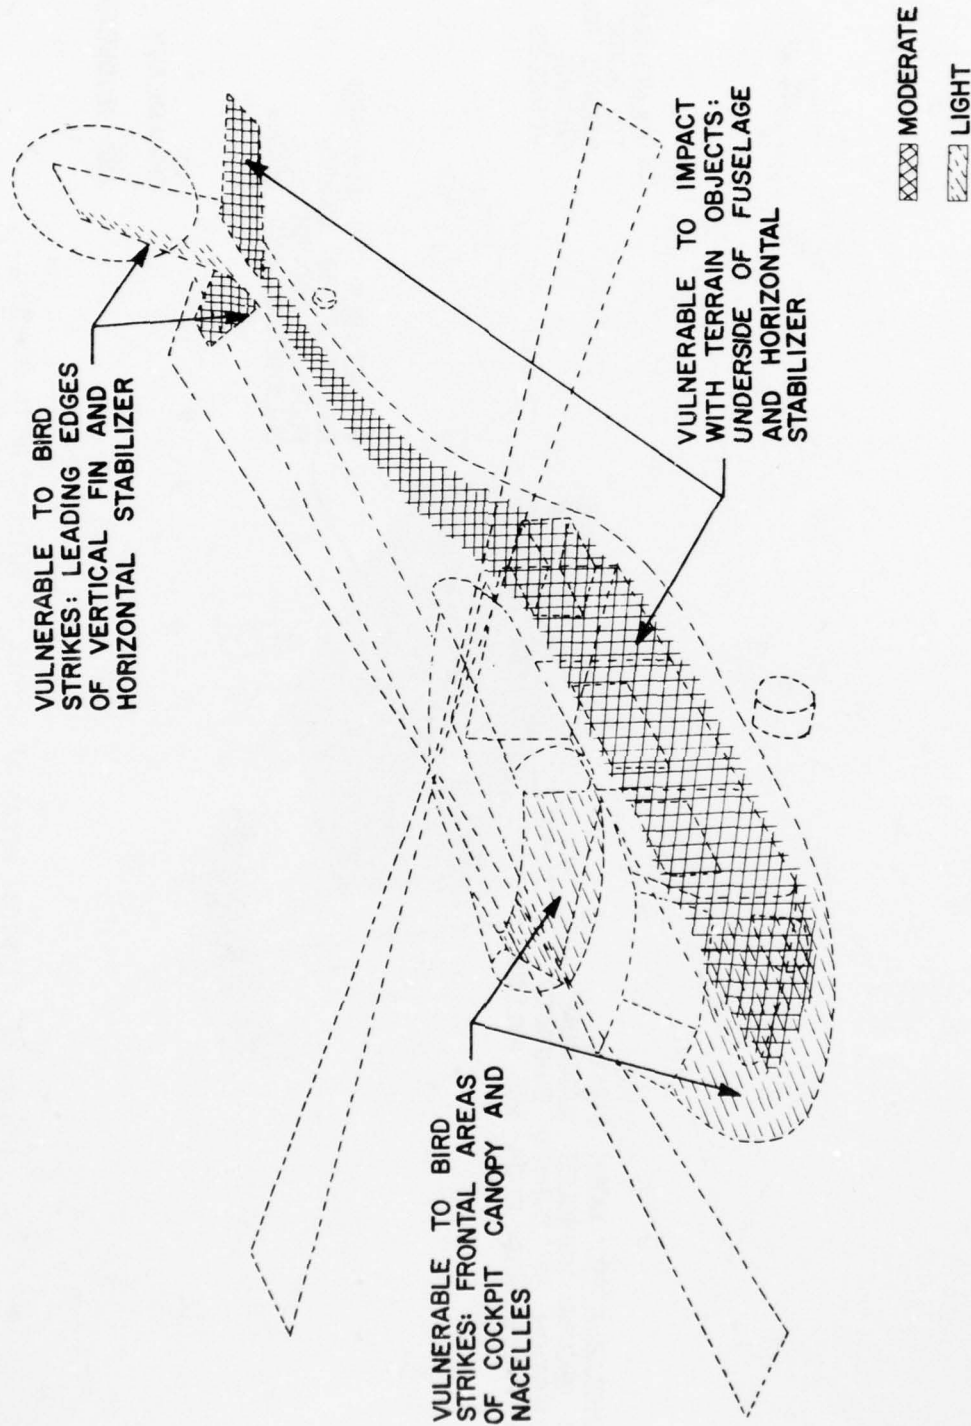 VULNERABLE TO BIRD
STRIKES: LEADING EDGES
OF VERTICAL FIN AND
HORIZONTAL STABILIZER
VULNERABLE TO BIRD
STRIKES: FRONTAL AREAS
OF COCKPIT CANOPY AND
NACELLES
VULNERABLE TO IMPACT
WITH TERRAIN OBJECTS:
UNDERSIDE OF FUSELAGE
AND HORIZONTAL
STABILIZER
MODERATE
LIGHT